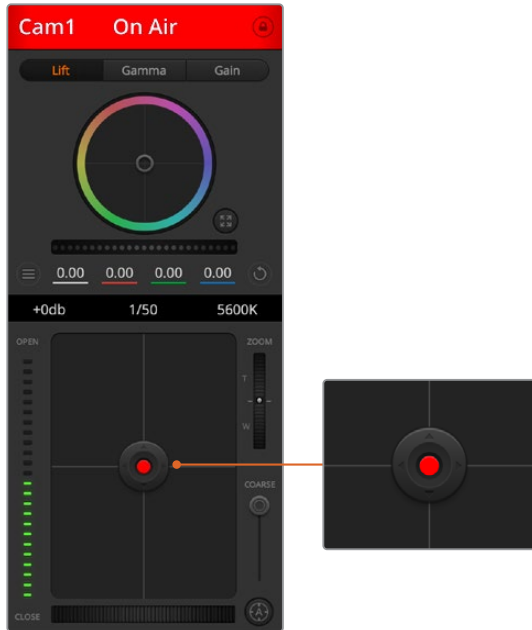 Cam1 On Air
Lift Gamma Gain
0.00 0.00 0.00 0.00
+0db 1/50 5600K
OPEN ZOOM
T
W
COARSE
CLOSE A